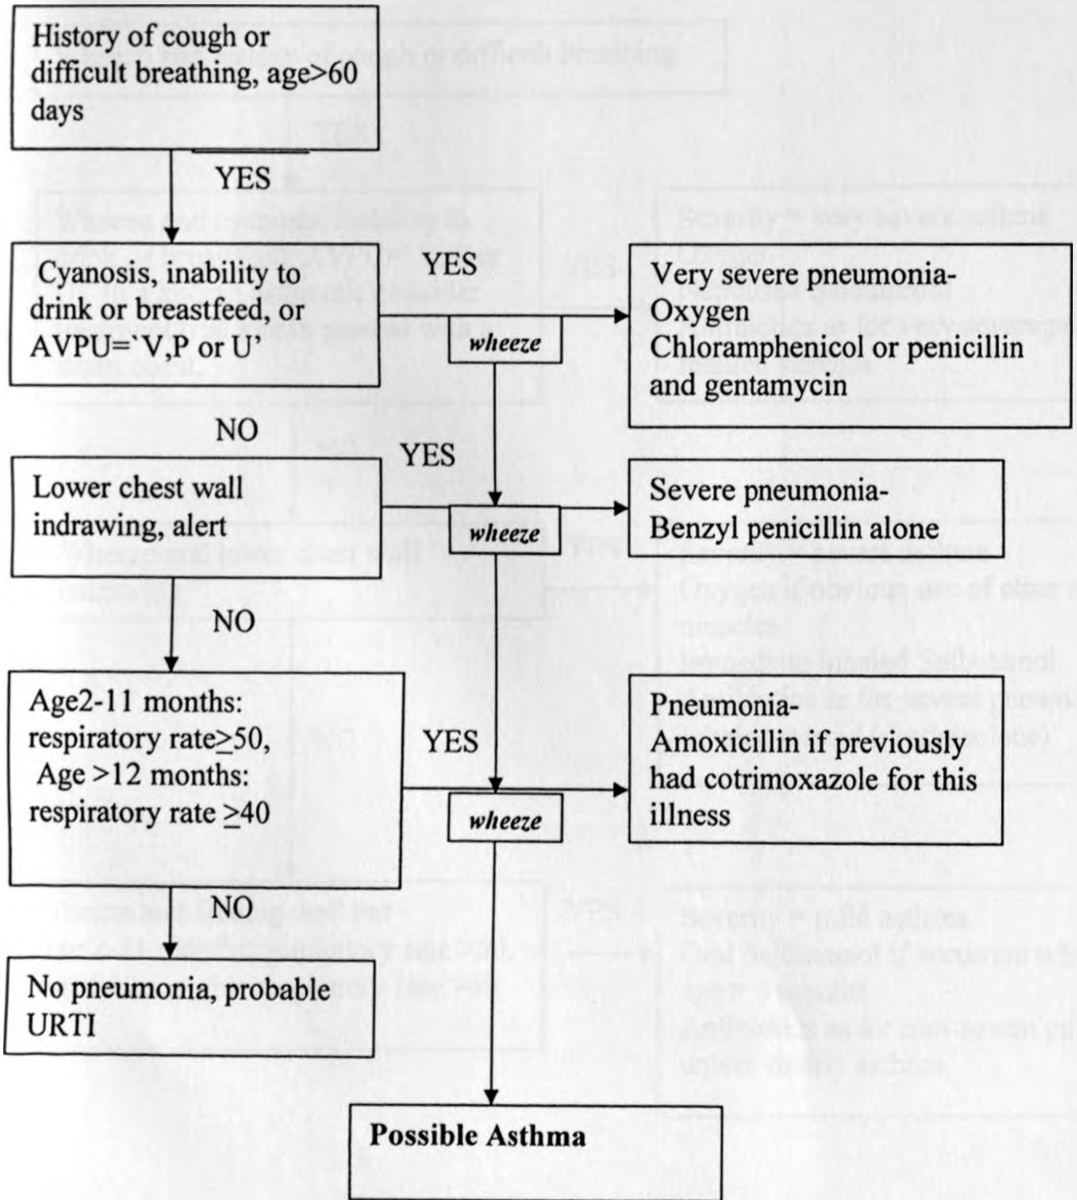 History of cough or
difficult breathing, age>60
days
YES
Cyanosis, inability to
drink or breastfeed, or
AVPU=`V,P or U’
YES
wheeze
Very severe pneumonia-
Oxygen
Chloramphenicol or penicillin
and gentamycin
NO
Lower chest wall
indrawing, alert
YES
wheeze
Severe pneumonia-
Benzyl penicillin alone
NO
Age2-11 months:
respiratory rate≥50,
Age >12 months:
respiratory rate ≥40
YES
wheeze
Pneumonia-
Amoxicillin if previously
had cotrimoxazole for this
illness
NO
No pneumonia, probable
URTI
Possible Asthma